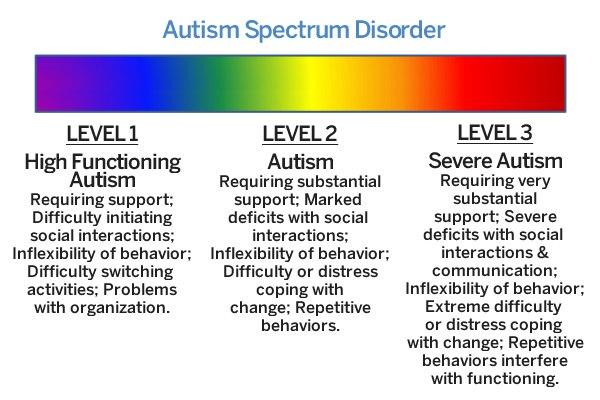 Autism Spectrum Disorder
LEVEL 1
High Functioning
Autism
Requiring support;
Difficulty initiating
social interactions;
Inflexibility of behavior;
Difficulty switching
activities; Problems
with organization.
LEVEL 2
Autism
Requiring substantial
support; Marked
deficits with social
interactions;
Inflexibility of behavior;
Difficulty or distress
coping with
change; Repetitive
behaviors.
LEVEL 3
Severe Autism
Requiring very
substantial
support; Severe
deficits with social
interactions &
communication;
Inflexibility of behavior;
Extreme difficulty
or distress coping
with change; Repetitive
behaviors interfere
with functioning.